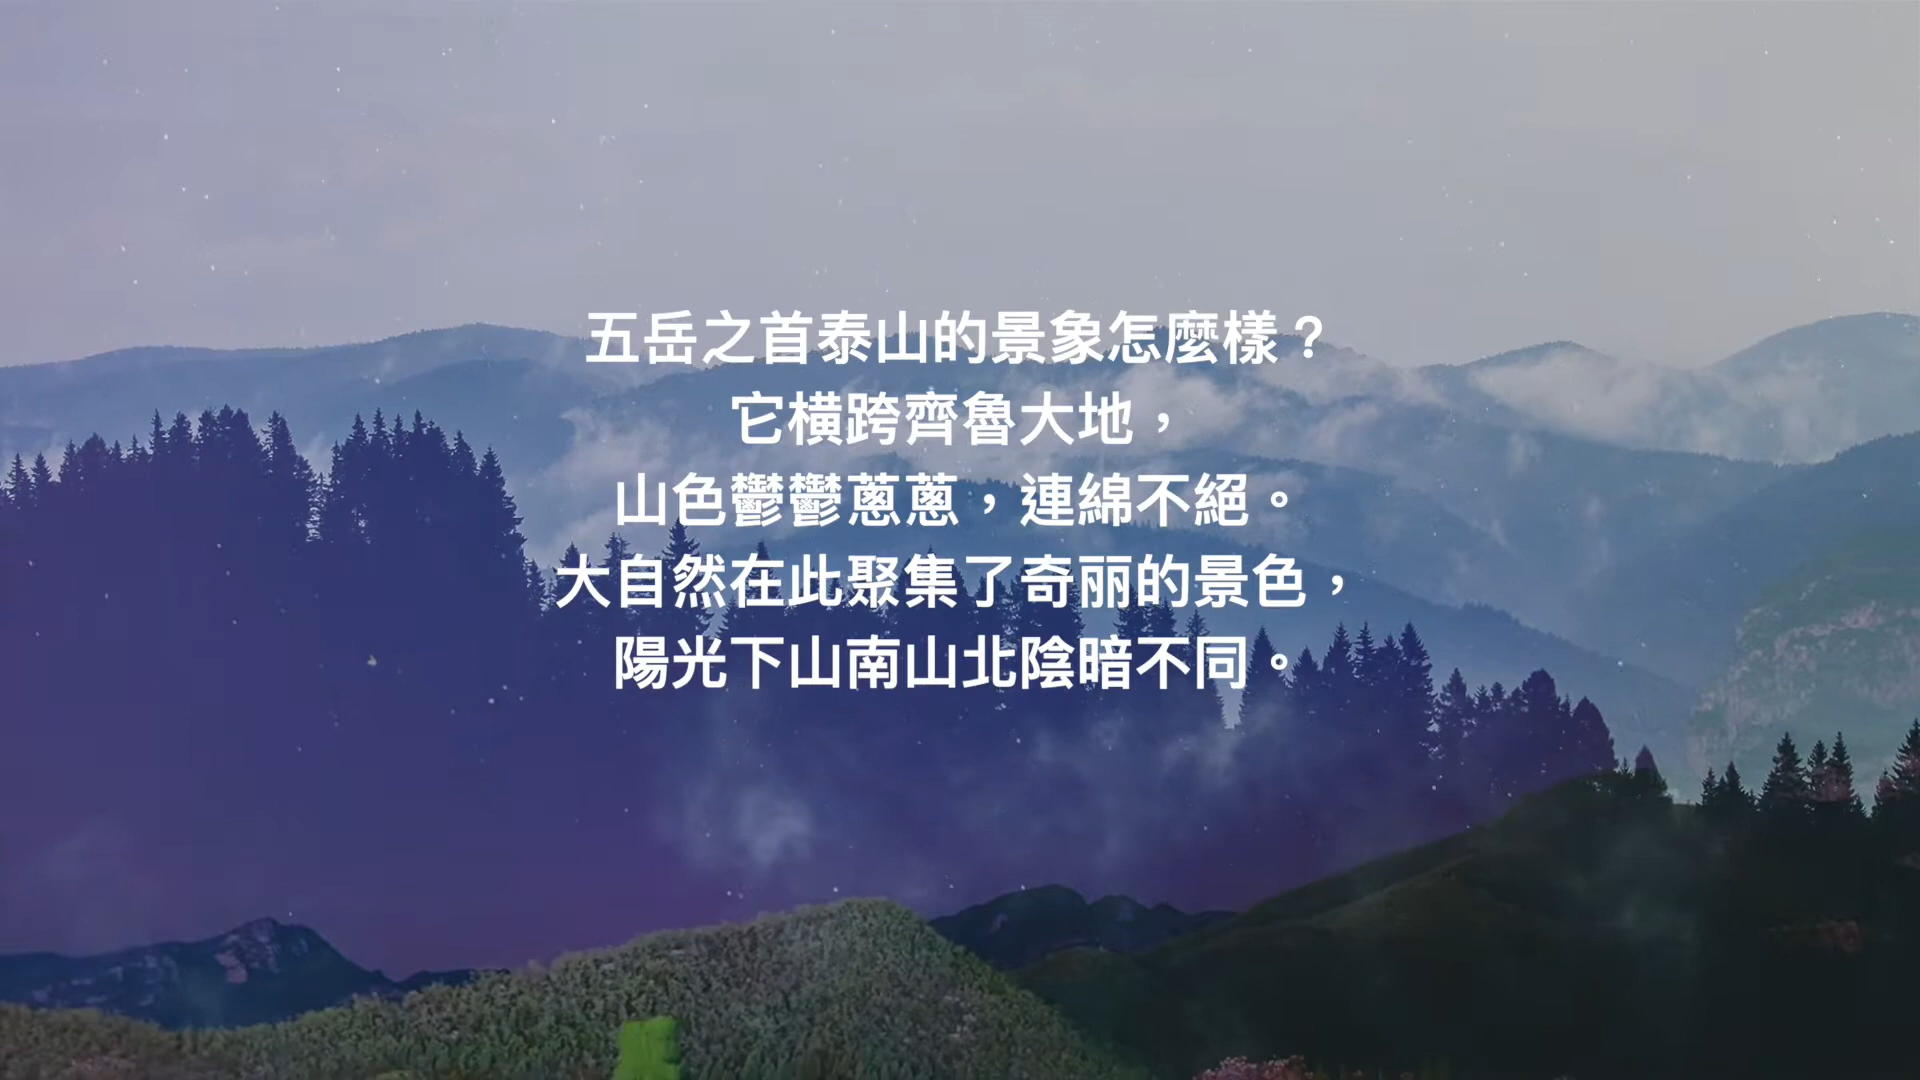 五岳之首泰山的景象怎麼樣？
它橫跨齊魯大地，
山色鬱鬱蔥蔥，連綿不絕。
大自然在此聚集了奇丽的景色，
陽光下山南山北陰暗不同。